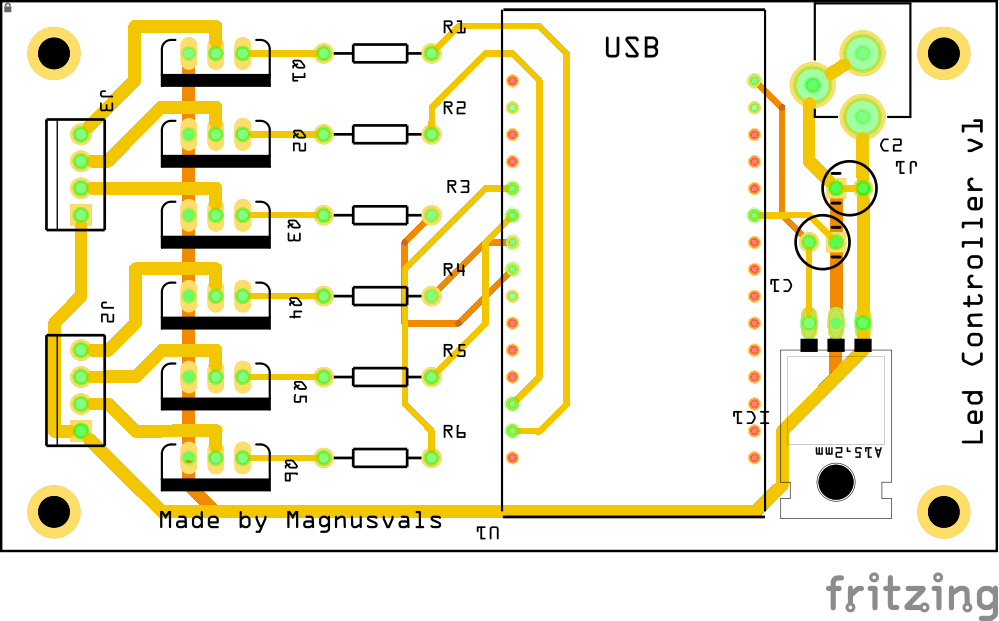 R1
USB
Q1
J3
R2
Q2
C2
J1
R3
Q3
R4
C1
Q4
J2
R5
Q5
IC1
R6
A15,2mm
Q6
Made by Magnusvals
U1
Led Controller v1
fritzing